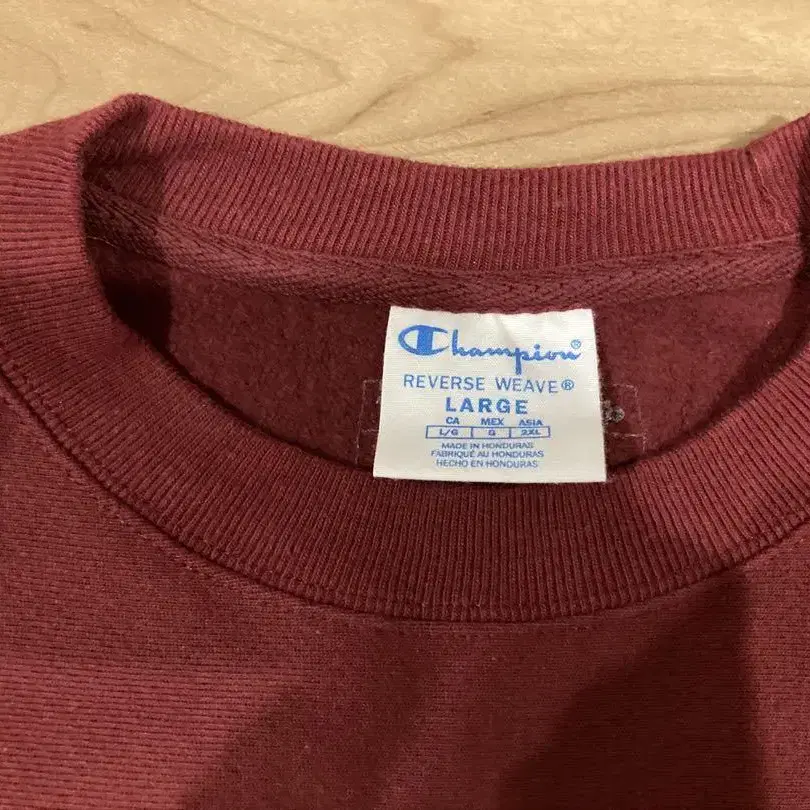 Champion®
REVERSE WEAVE®
LARGE
CA MEX ASIA
L/G G 2XL
MADE IN HONDURAS
FABRIQUÉ AU HONDURAS
HECHO EN HONDURAS